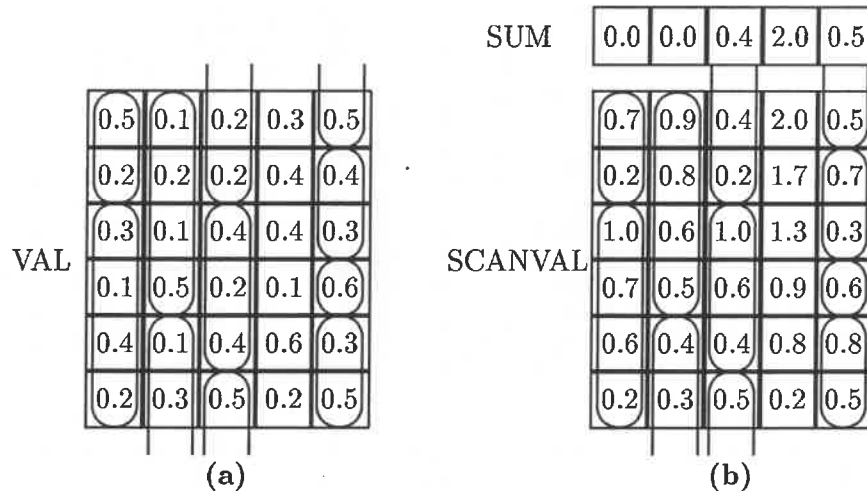 SUM 0.0 0.0 0.4 2.0 0.5
0.5 0.1 0.2 0.3 0.5
0.2 0.2 0.2 0.4 0.4
VAL 0.3 0.1 0.4 0.4 0.3
0.1 0.5 0.2 0.1 0.6
0.4 0.1 0.4 0.6 0.3
0.2 0.3 0.5 0.2 0.5
(a)
0.7 0.9 0.4 2.0 0.5
0.2 0.8 0.2 1.7 0.7
SCANVAL 1.0 0.6 1.0 1.3 0.3
0.7 0.5 0.6 0.9 0.6
0.6 0.4 0.4 0.8 0.8
0.2 0.3 0.5 0.2 0.5
(b)